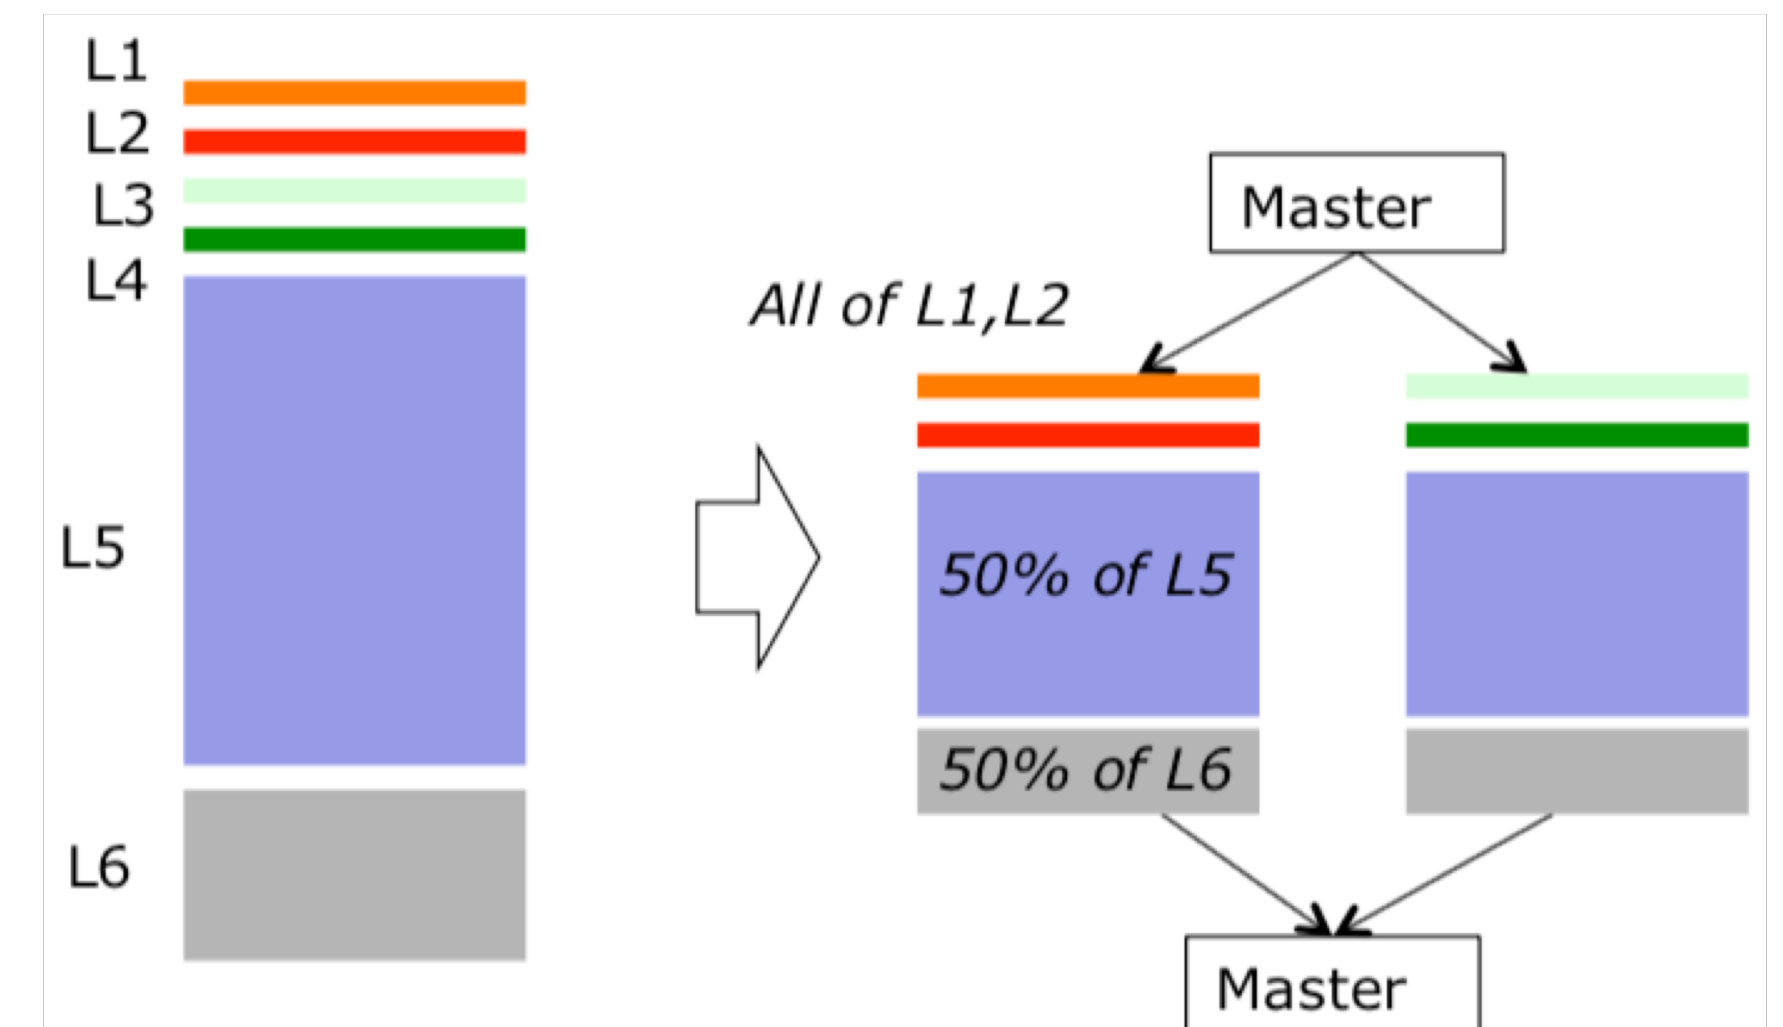 L1
L2
L3
L4
L5
L6
Master
All of L1,L2
50% of L5
50% of L6
Master